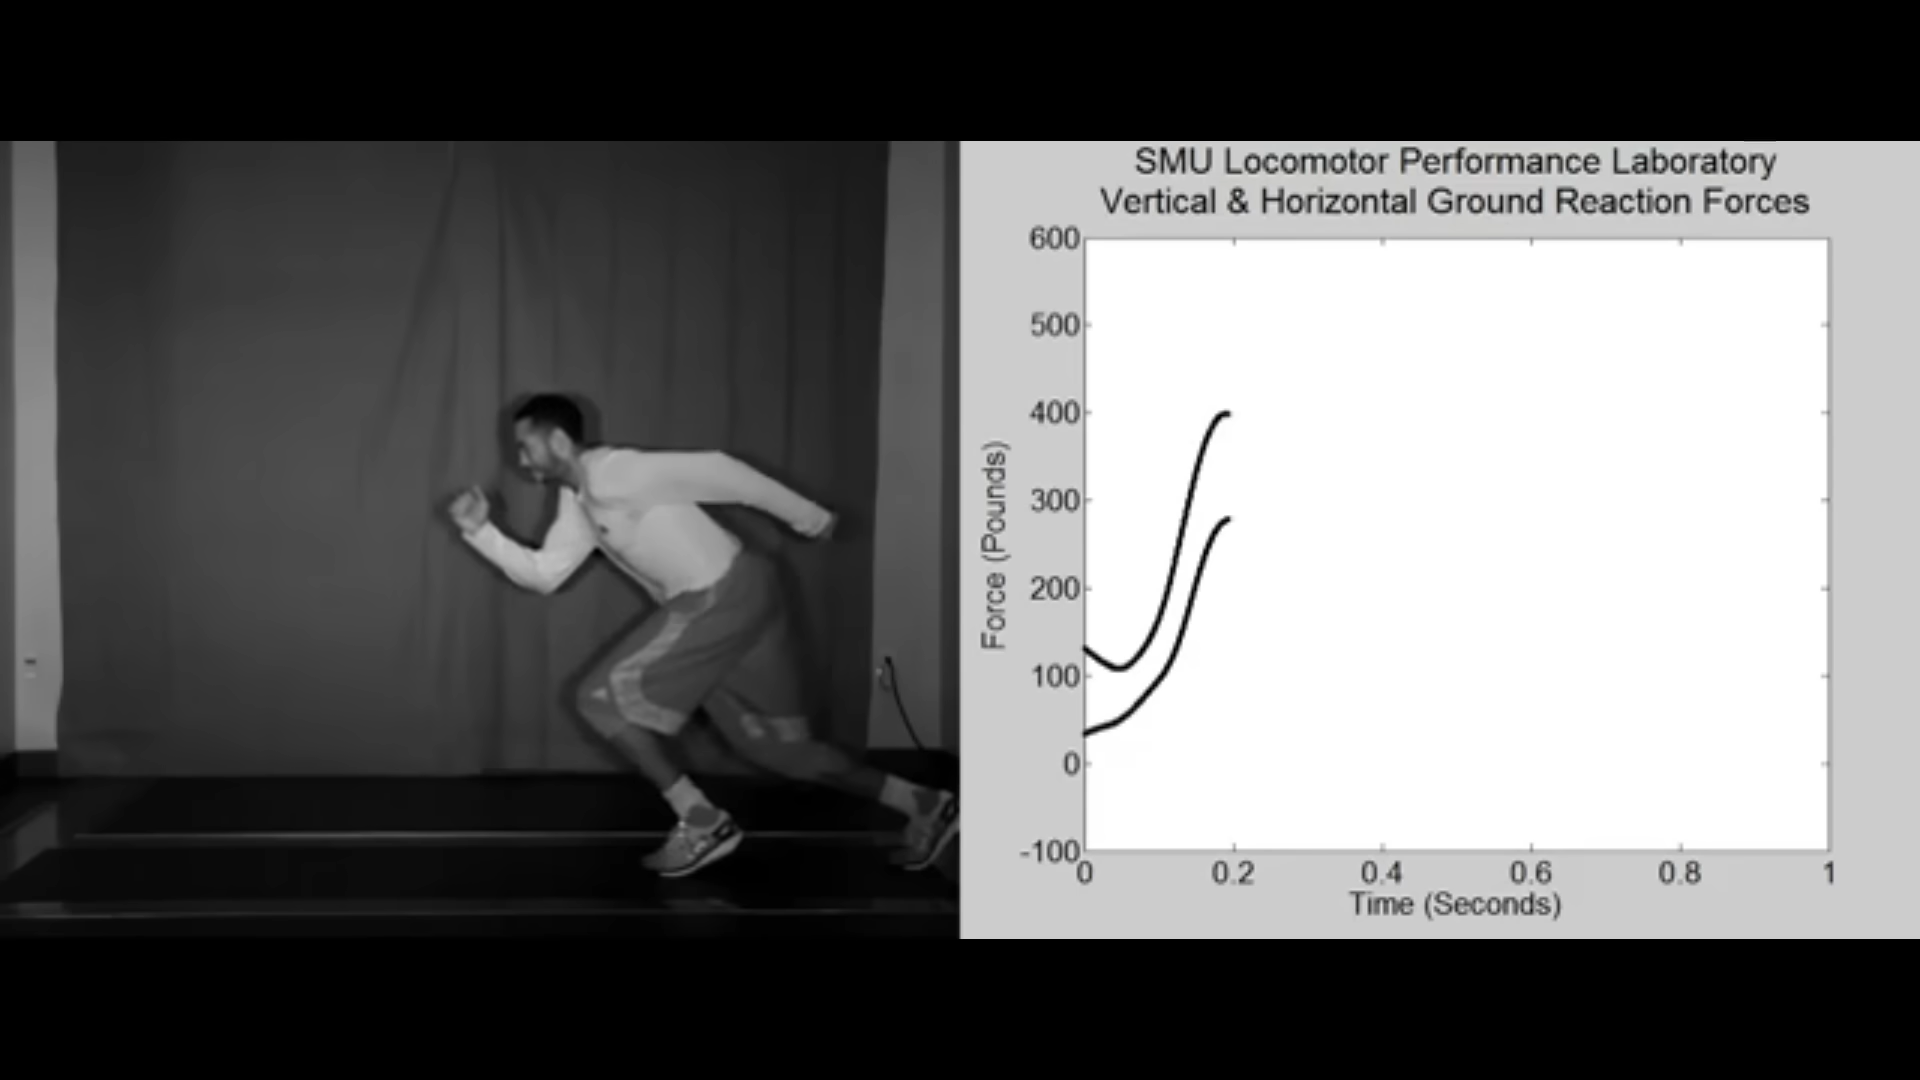 SMU Locomotor Performance Laboratory
Vertical & Horizontal Ground Reaction Forces
600
500
400
300
200
100
0
-100
Force (Pounds)
0 0.2 0.4 0.6 0.8 1
Time (Seconds)